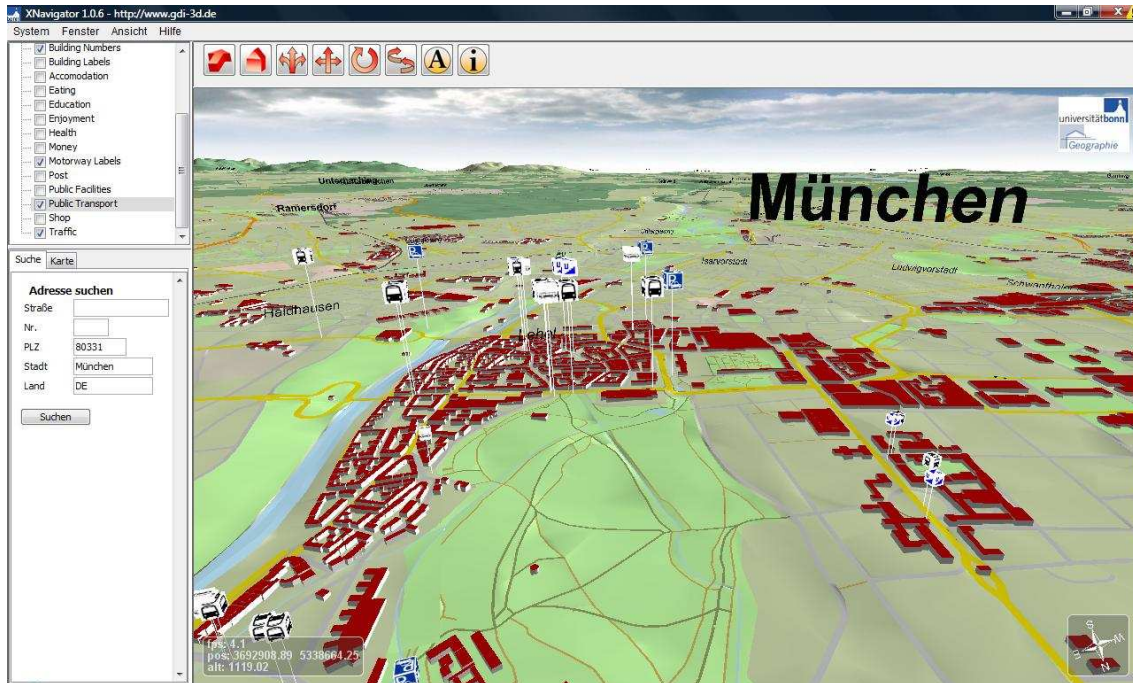 XNavigator 1.0.6 - http://www.gdi-3d.de
System Fenster Ansicht Hilfe
Building Numbers
Building Labels
Accomodation
Eating
Education
Enjoyment
Health
Money
Motorway Labels
Post
Public Facilities
Public Transport
Shop
Traffic
Suche Karte
Adresse suchen
Straße
Nr.
PLZ 80331
Stadt München
Land DE
Suchen
A i
universitätbonn
Geographie
München
Ramersdorf
Isarvorstadt
Ludwigvorstadt
Haidhausen
Lehel
fps: 4.1
pos: 3692908.89 5338664.25
alt: 1119.02
S
W
E
N